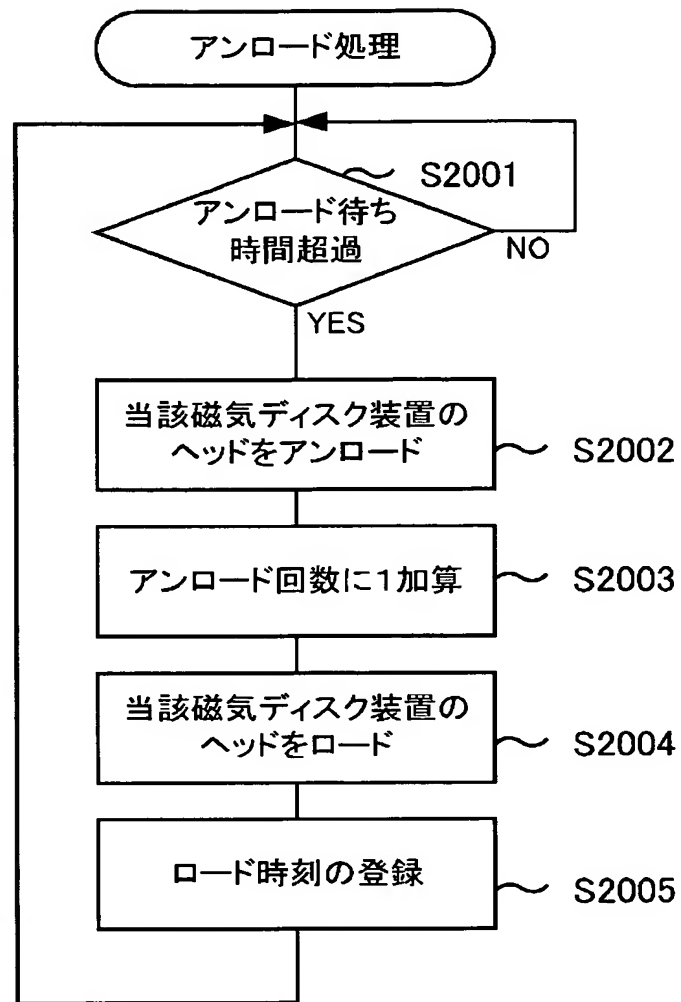 アンロード処理
S2001
アンロード待ち
時間超過
NO
YES
当該磁気ディスク装置の
ヘッドをアンロード
S2002
アンロード回数に１加算
S2003
当該磁気ディスク装置の
ヘッドをロード
S2004
ロード時刻の登録
S2005